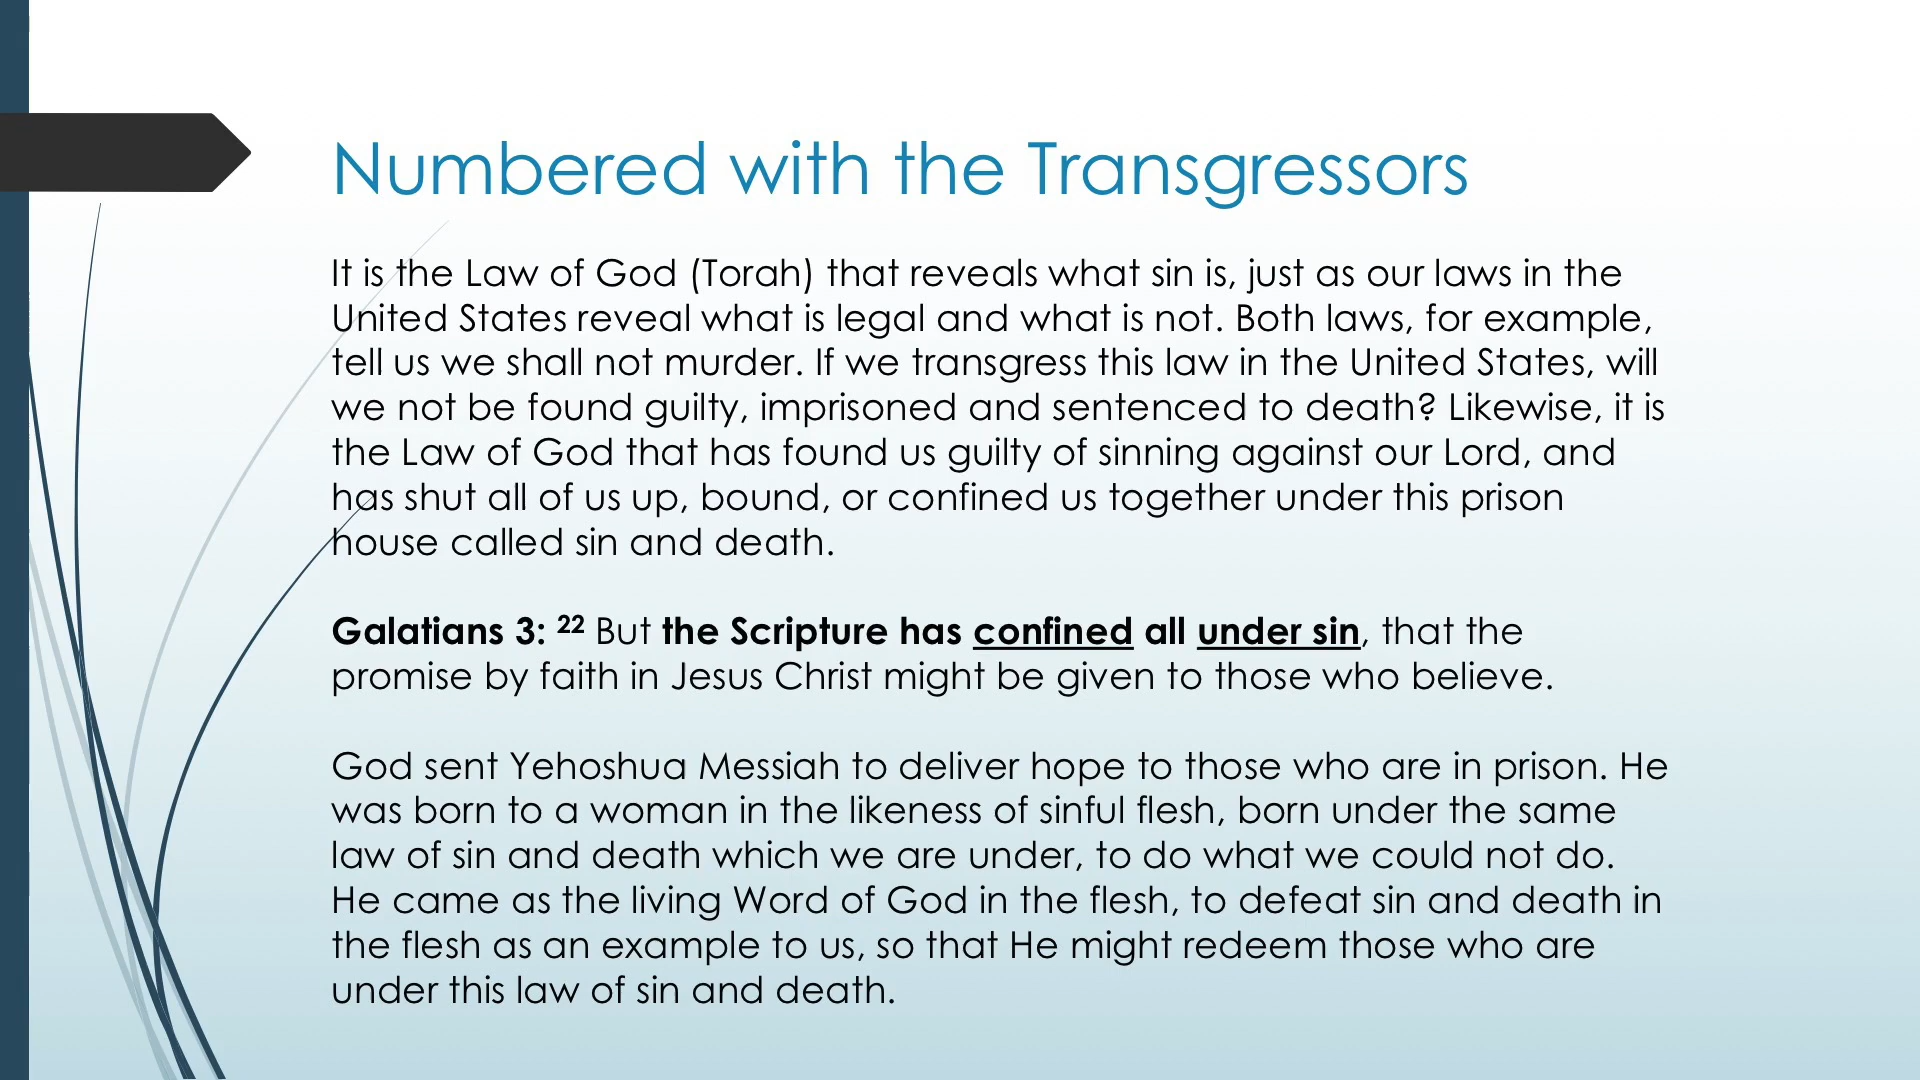 Numbered with the Transgressors
It is the Law of God (Torah) that reveals what sin is, just as our laws in the
United States reveal what is legal and what is not. Both laws, for example,
tell us we shall not murder. If we transgress this law in the United States, will
we not be found guilty, imprisoned and sentenced to death? Likewise, it is
the Law of God that has found us guilty of sinning against our Lord, and
has shut all of us up, bound, or confined us together under this prison
house called sin and death.
Galatians 3: 22 But the Scripture has confined all under sin, that the
promise by faith in Jesus Christ might be given to those who believe.
God sent Yehoshua Messiah to deliver hope to those who are in prison. He
was born to a woman in the likeness of sinful flesh, born under the same
law of sin and death which we are under, to do what we could not do.
He came as the living Word of God in the flesh, to defeat sin and death in
the flesh as an example to us, so that He might redeem those who are
under this law of sin and death.